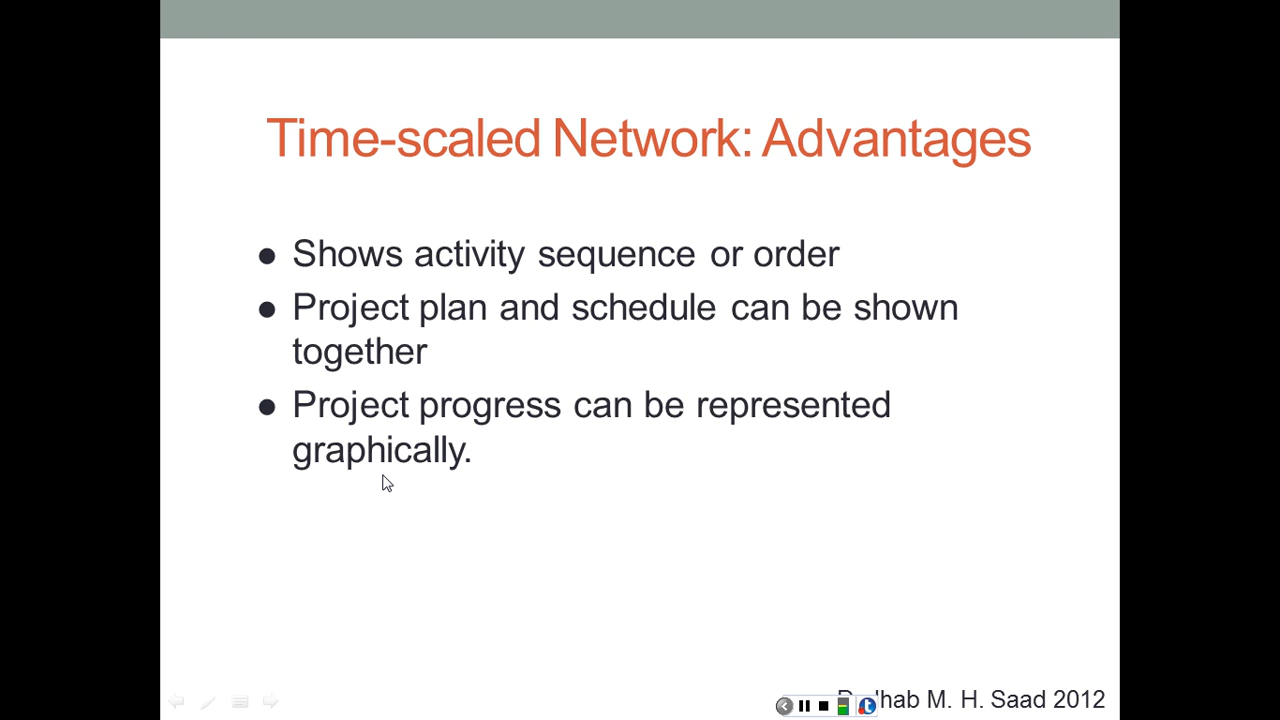 Time-scaled Network: Advantages
● Shows activity sequence or order
● Project plan and schedule can be shown
together
● Project progress can be represented
graphically.
M. H. Saad 2012